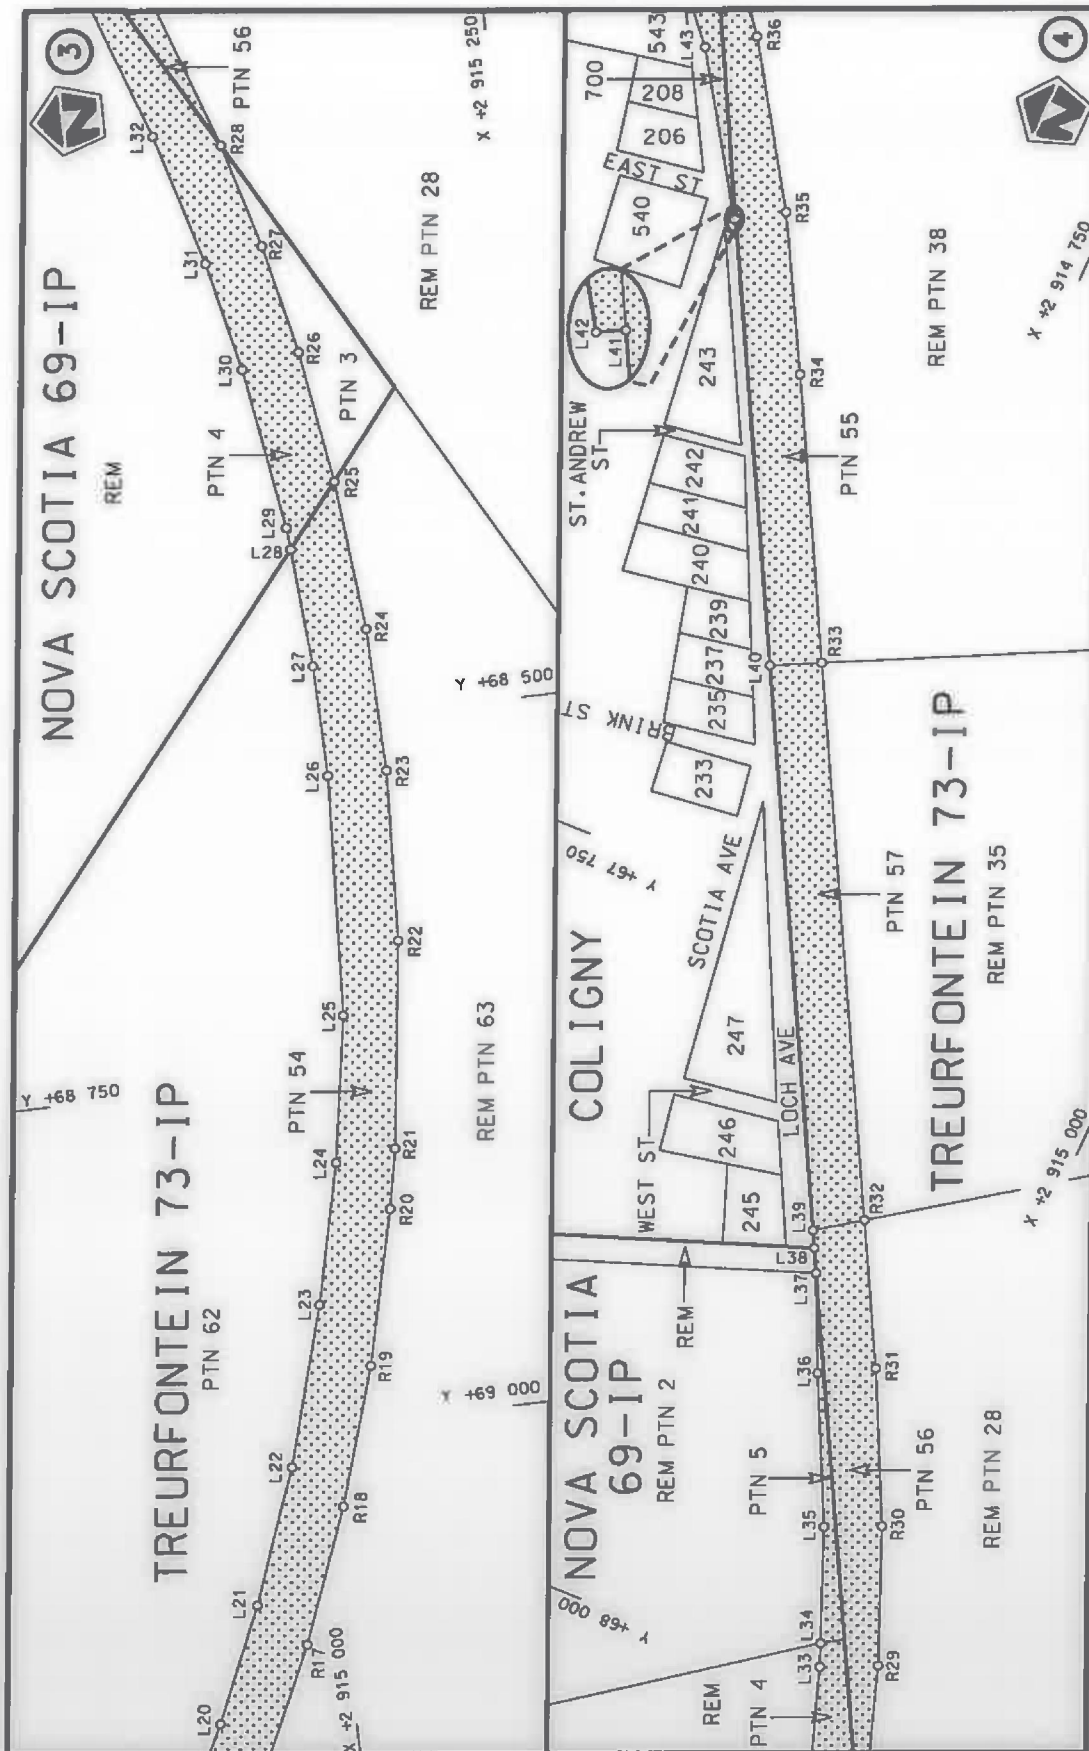 3
N
NOVA SCOTIA 69-IP
REM
PTN 4
PTN 3
PTN 56
REM PTN 28
X +2 915 250
L32
L31
L30
L29
L28
L27
L26
L25
L24
L23
L22
L21
L20
R28
R27
R26
R25
R24
R23
R22
R21
R20
R19
R18
R17
Y +68 500
Y +68 750
+69 000
X +2 915 000
TREURFONTEIN 73-IP
PTN 62
PTN 54
REM PTN 63
4
N
COLIGNY
543
700
208
206
EAST ST
540
L43
L42
L41
243
ST.ANDREW
ST
242
241
240
239
237
235
BRINK ST
233
SCOTIA AVE
247
WEST ST
LOCH AVE
246
245
L40
L39
L38
L37
L36
L35
L34
L33
R36
R35
R34
R33
R32
R31
R30
R29
Y +67 750
Y +68 000
X +2 914 750
X +2 915 000
REM PTN 38
PTN 55
TREURFONTEIN 73-IP
PTN 57
REM PTN 35
NOVA SCOTIA
69-IP
REM PTN 2
REM
PTN 5
PTN 56
REM PTN 28
REM
PTN 4